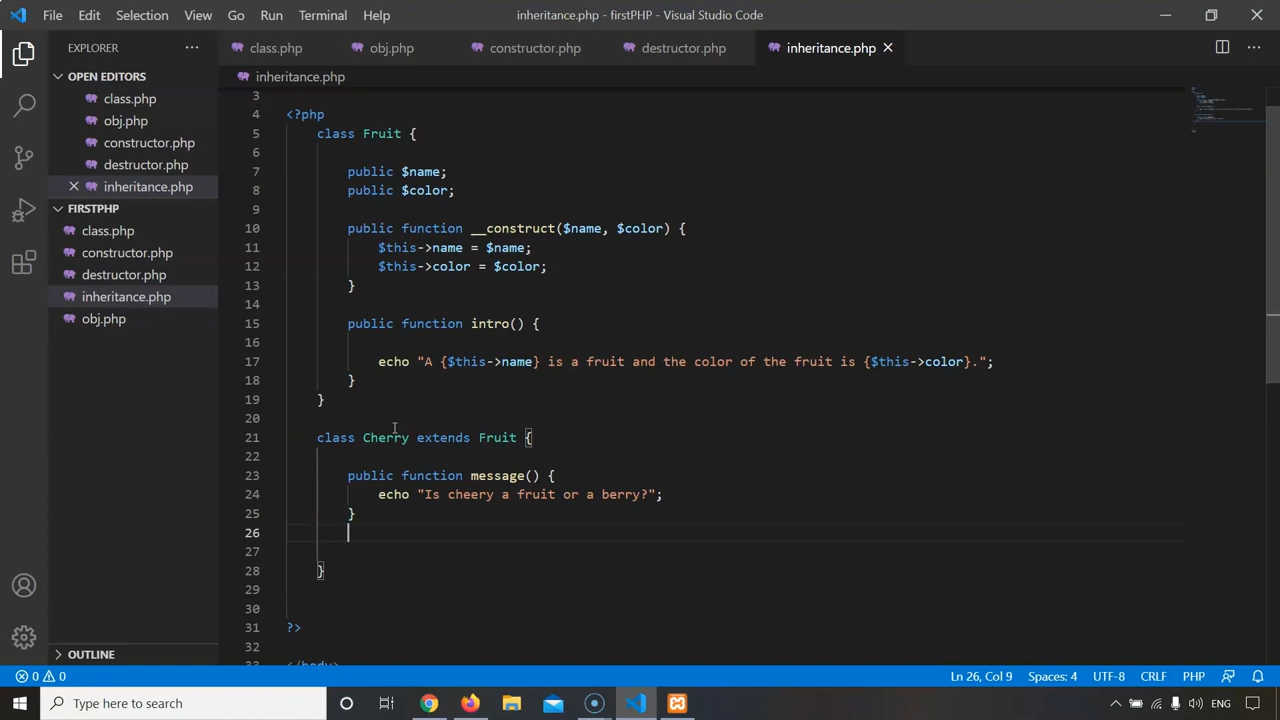 File Edit Selection View Go Run Terminal Help inheritance.php - firstPHP - Visual Studio Code
EXPLORER
class.php obj.php constructor.php destructor.php inheritance.php
OPEN EDITORS
class.php
obj.php
constructor.php
destructor.php
inheritance.php
FIRSTPHP
class.php
constructor.php
destructor.php
inheritance.php
obj.php
OUTLINE
inheritance.php
3
4 <?php
5 class Fruit {
6
7 public $name;
8 public $color;
9
10 public function __construct($name, $color) {
11 $this->name = $name;
12 $this->color = $color;
13 }
14
15 public function intro() {
16
17 echo "A {$this->name} is a fruit and the color of the fruit is {$this->color}.";
18 }
19 }
20
21 class Cherry extends Fruit {
22
23 public function message() {
24 echo "Is cheery a fruit or a berry?";
25 }
26
27
28 }
29
30
31 ?>
32
33 </body>
0 0 Ln 26, Col 9 Spaces: 4 UTF-8 CRLF PHP
Type here to search ENG